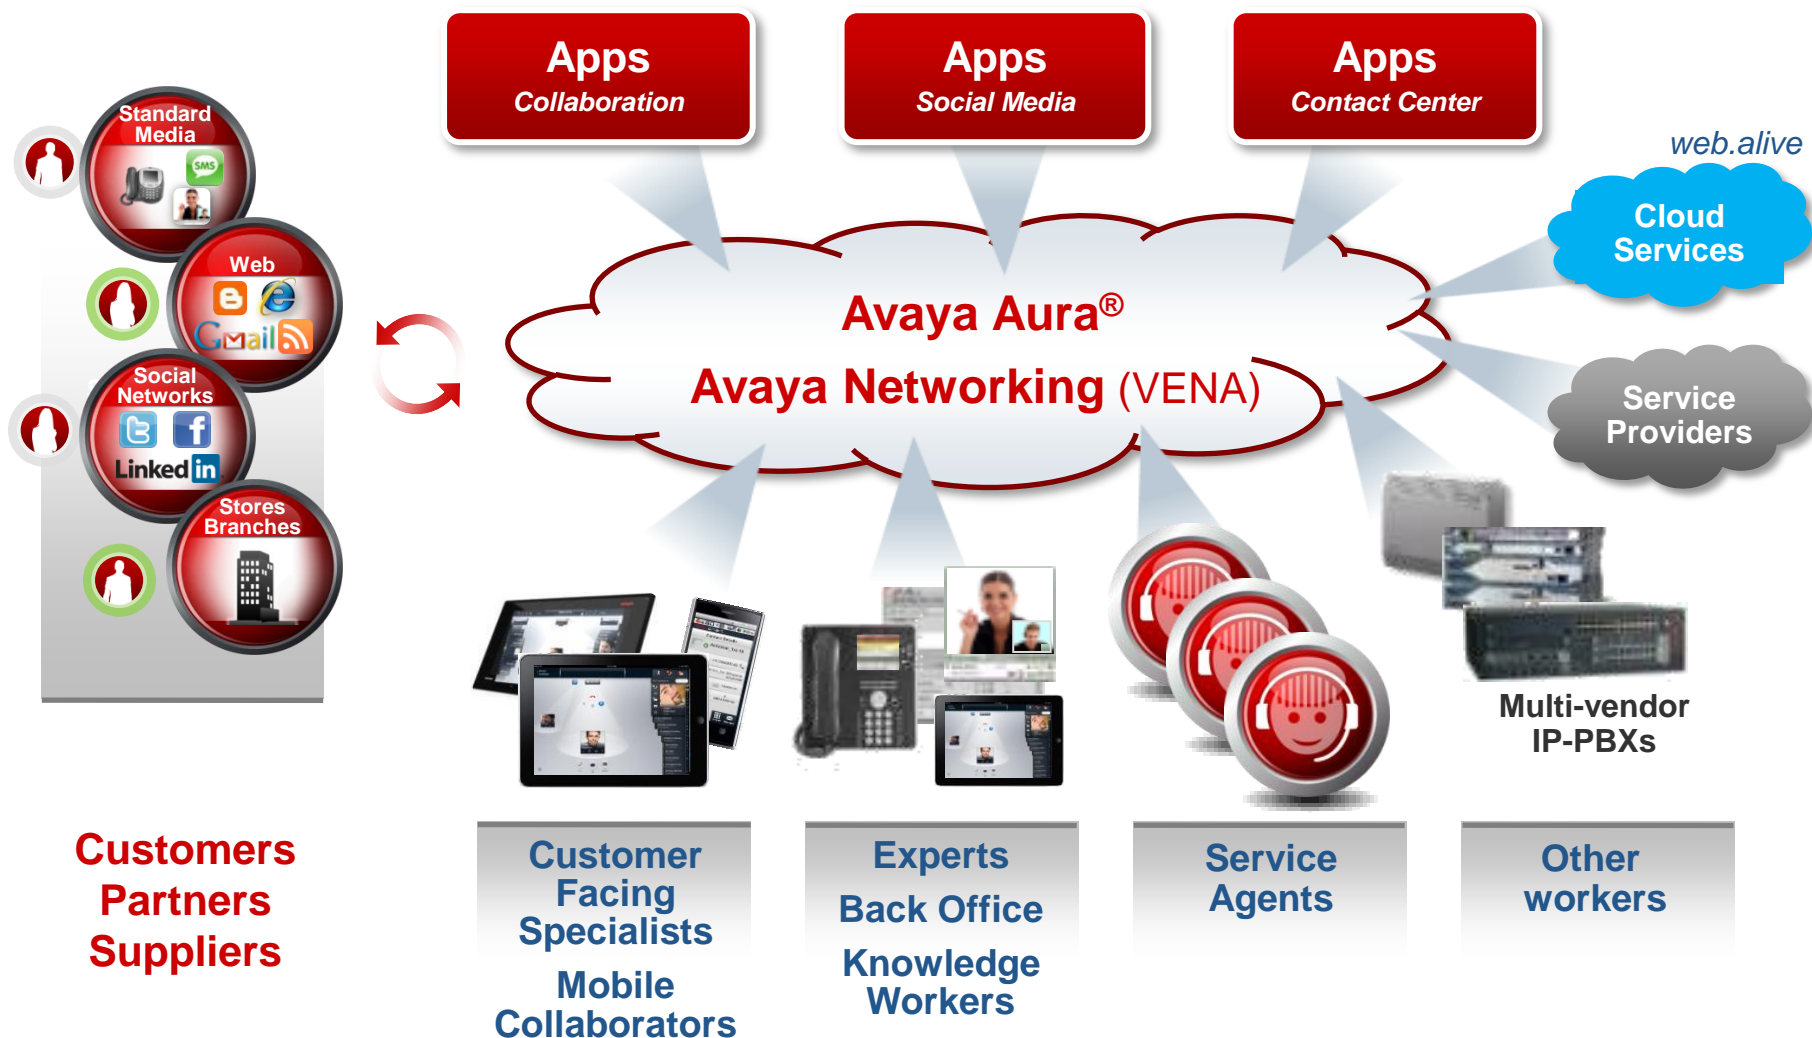 Apps
Collaboration
Apps
Social Media
Apps
Contact Center
web.alive
Cloud
Services
Service
Providers
Standard
Media
SMS
Web
Gmail
Social
Networks
Linked in
Stores
Branches
Avaya Aura®
Avaya Networking (VENA)
Multi-vendor
IP-PBXs
Customers
Partners
Suppliers
Customer
Facing
Specialists
Mobile
Collaborators
Experts
Back Office
Knowledge
Workers
Service
Agents
Other
workers